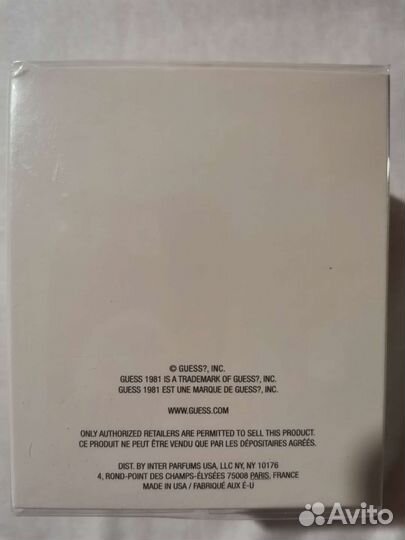 © GUESS?, INC.
GUESS 1981 IS A TRADEMARK OF GUESS?, INC.
GUESS 1981 EST UNE MARQUE DE GUESS?, INC.
WWW.GUESS.COM
ONLY AUTHORIZED RETAILERS ARE PERMITTED TO SELL THIS PRODUCT.
CE PRODUIT NE PEUT ÊTRE VENDU QUE PAR LES DÉPOSITAIRES AGRÉÉS.
DIST. BY INTER PARFUMS USA, LLC NY, NY 10176
4, ROND-POINT DES CHAMPS-ÉLYSÉES 75008 PARIS, FRANCE
MADE IN USA / FABRIQUÉ AUX É-U
Avito